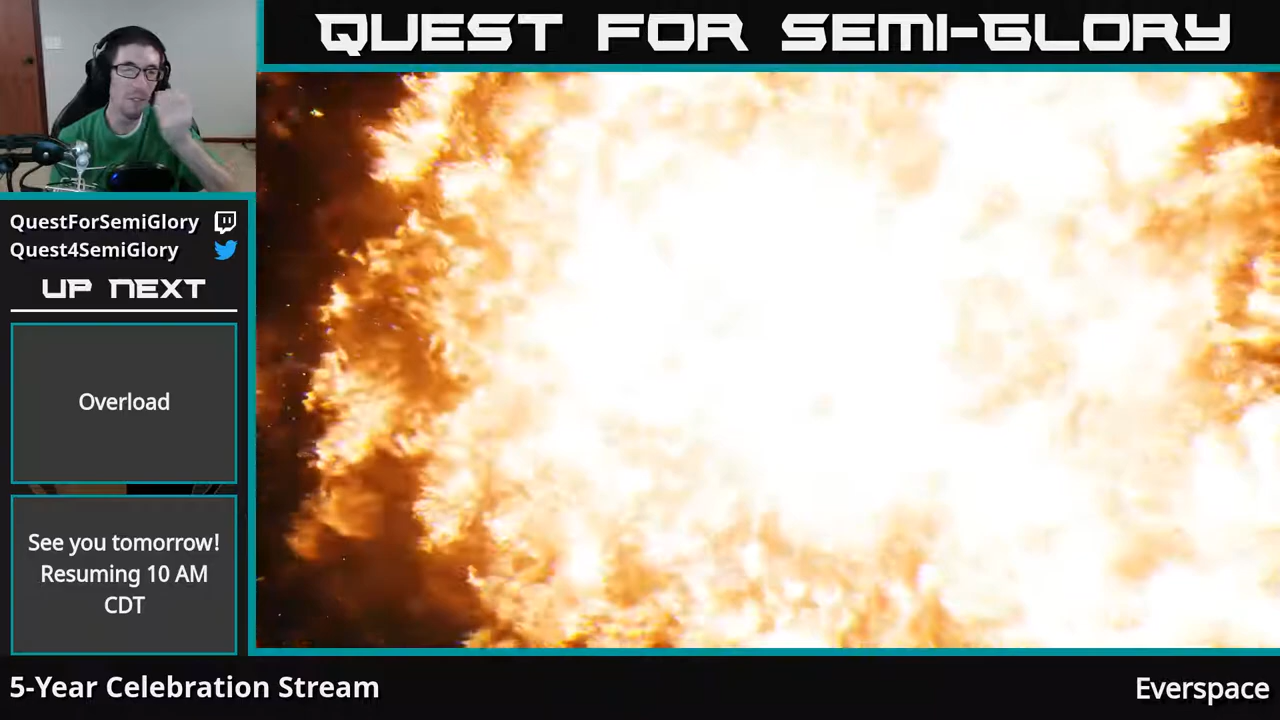 QUEST FOR SEMI-GLORY
QuestForSemiGlory
Quest4SemiGlory
UP NEXT
Overload
See you tomorrow!
Resuming 10 AM
CDT
5-Year Celebration Stream
Everspace